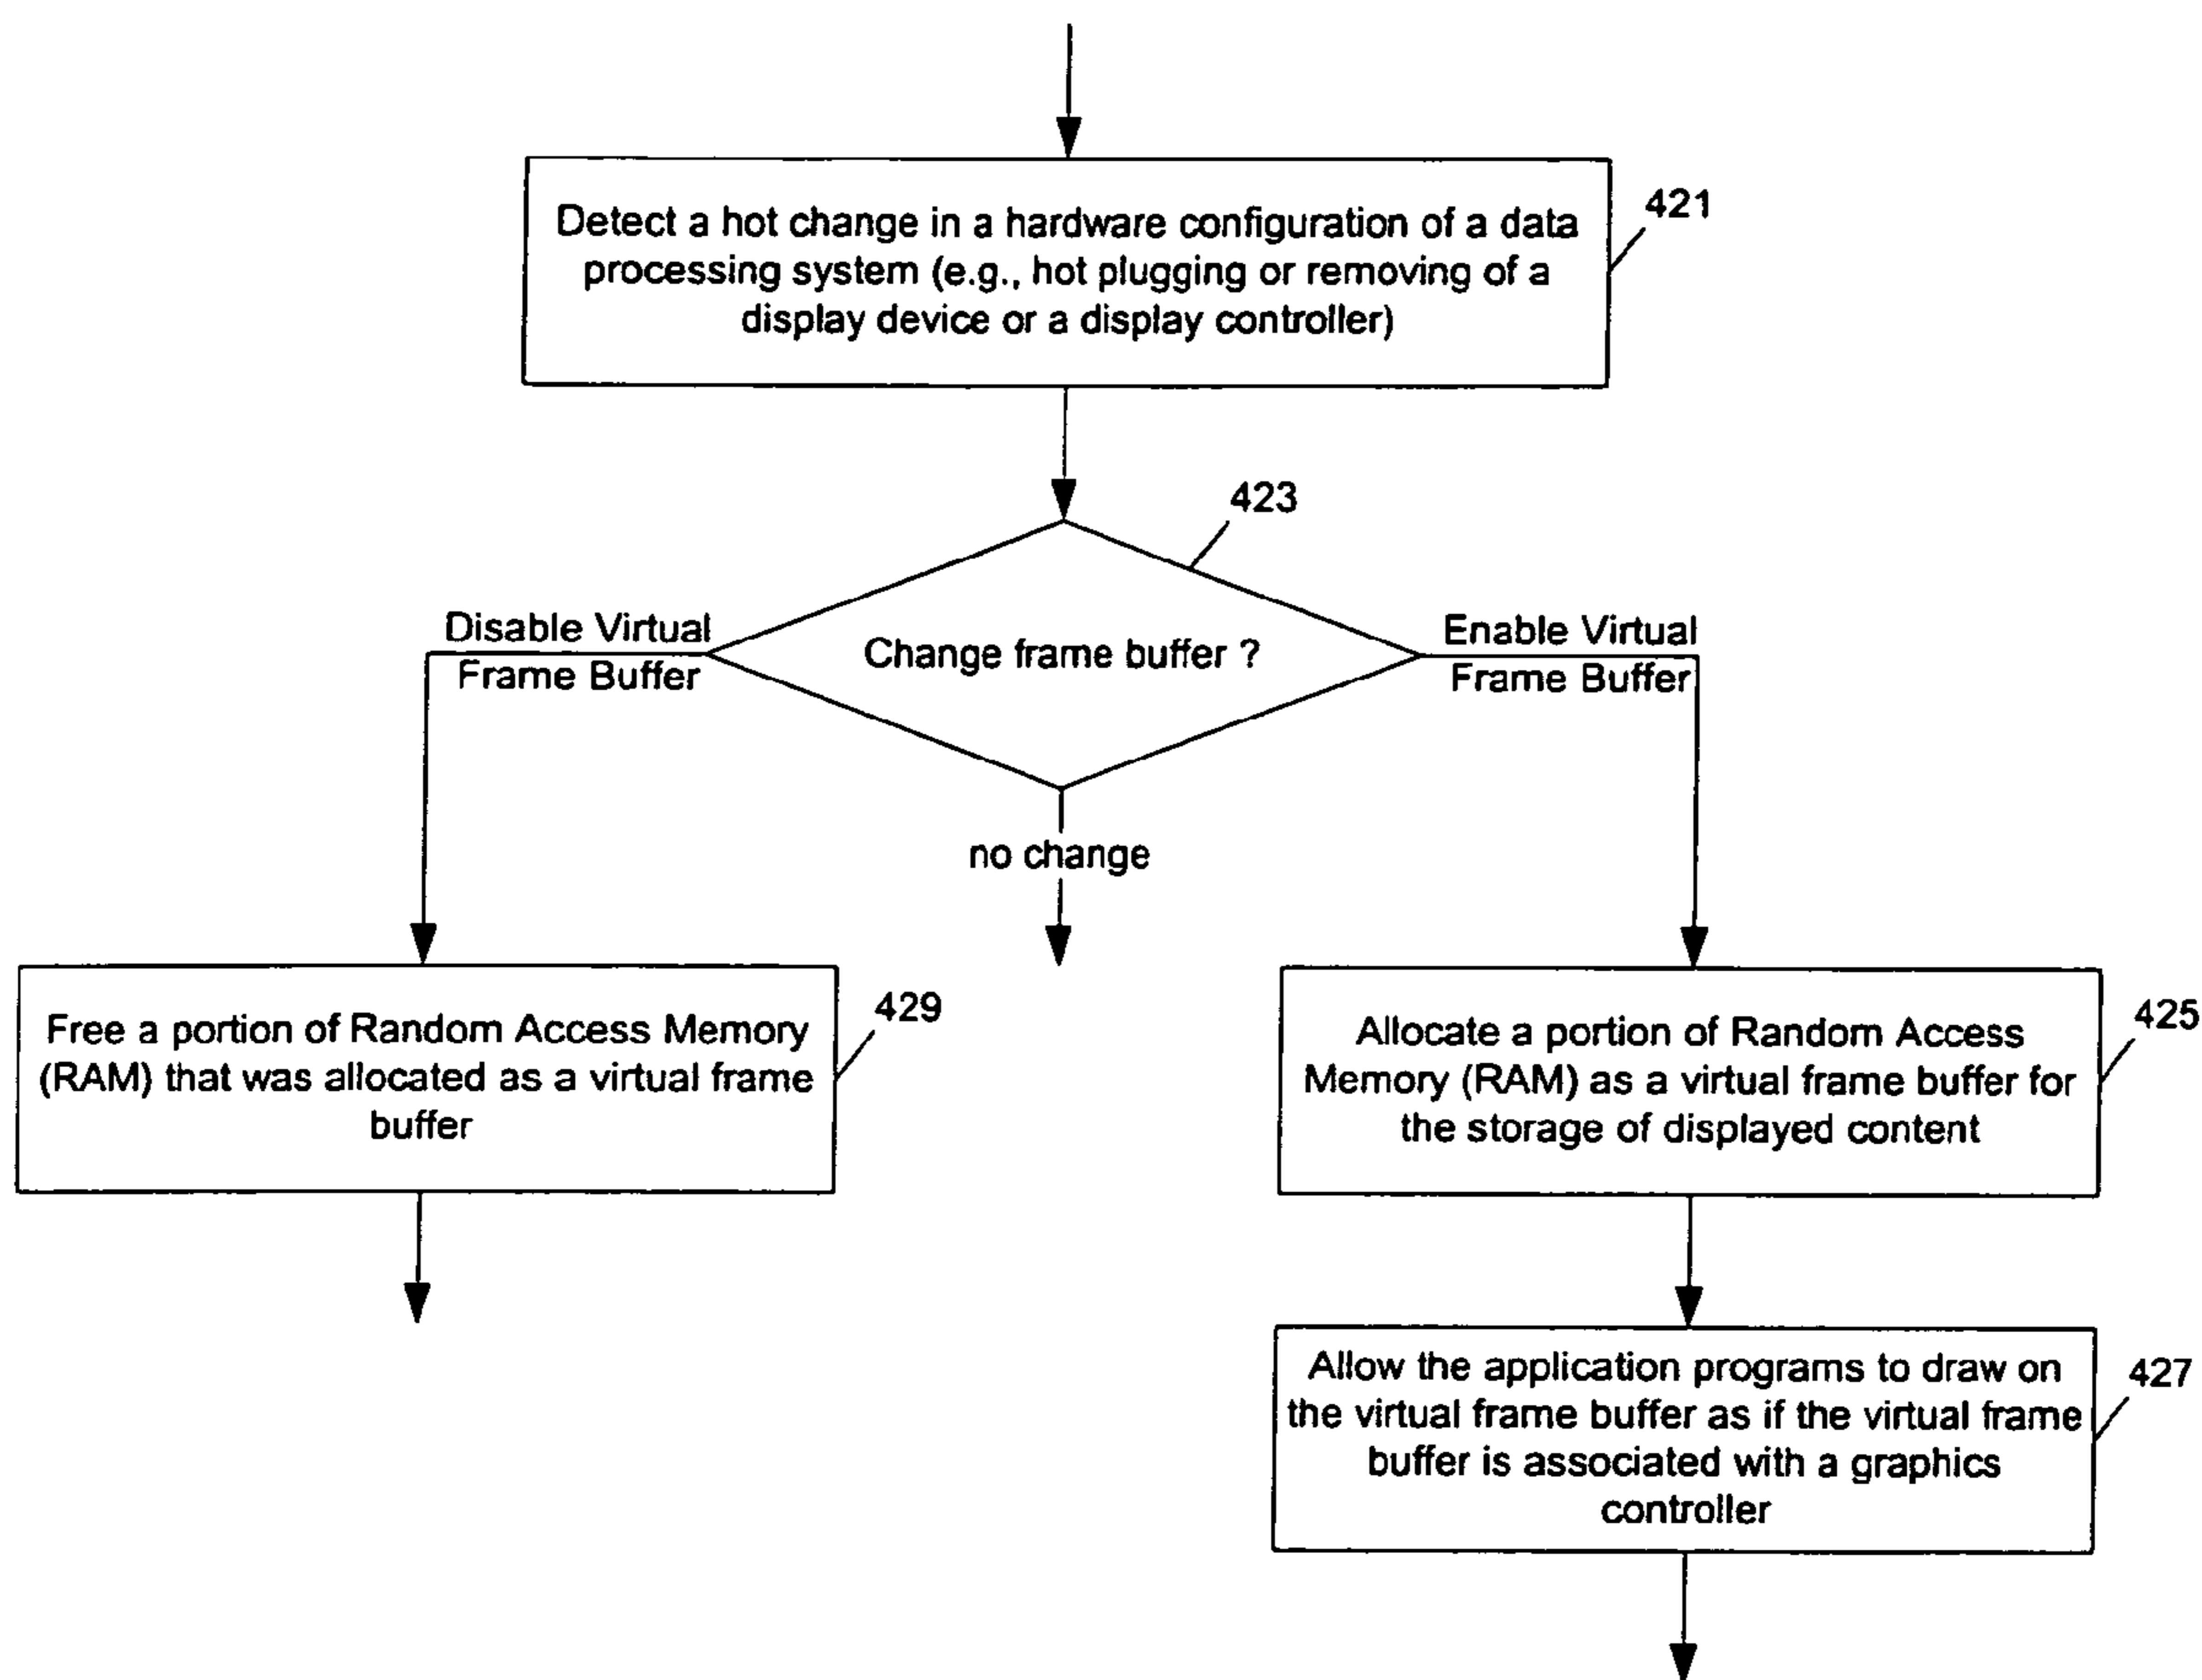 Detect a hot change in a hardware configuration of a data
processing system (e.g., hot plugging or removing of a
display device or a display controller)
421
423
Change frame buffer ?
Disable Virtual
Frame Buffer
Enable Virtual
Frame Buffer
no change
Free a portion of Random Access Memory
(RAM) that was allocated as a virtual frame
buffer
429
Allocate a portion of Random Access
Memory (RAM) as a virtual frame buffer for
the storage of displayed content
425
Allow the application programs to draw on
the virtual frame buffer as if the virtual frame
buffer is associated with a graphics
controller
427